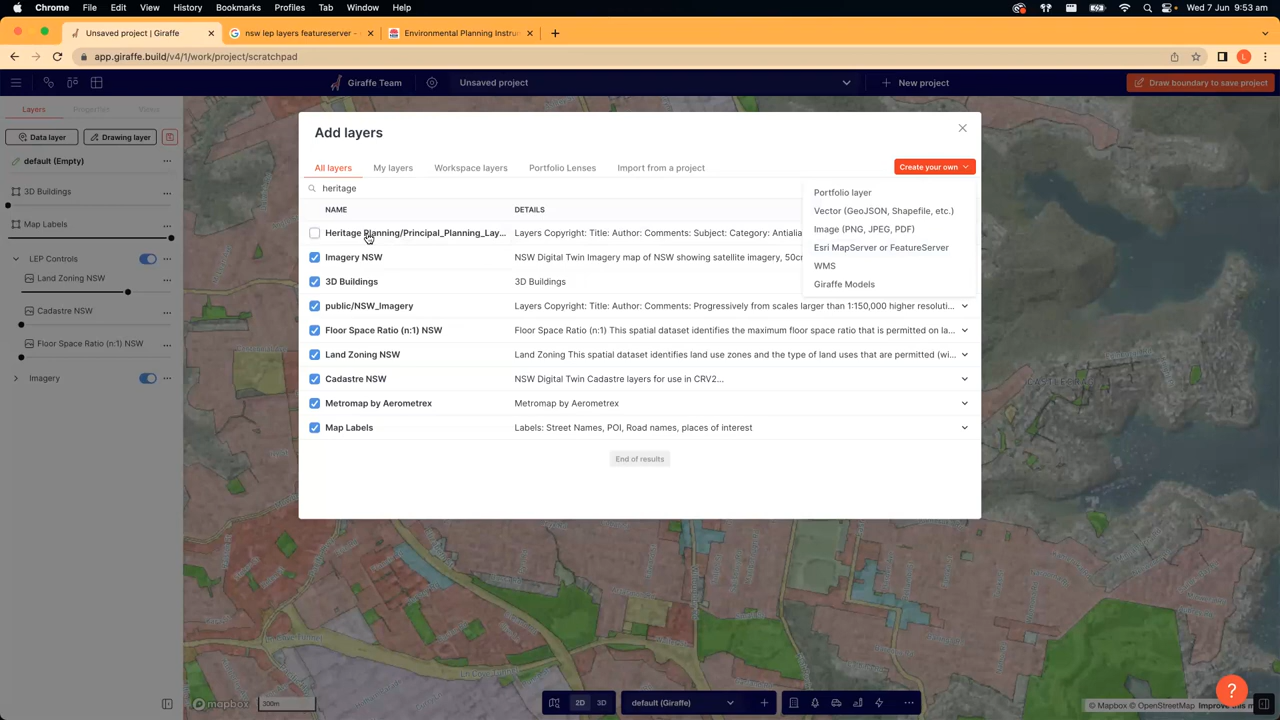 Chrome File Edit View History Bookmarks Profiles Tab Window Help Wed 7 Jun 9:53 am
Unsaved project | Giraffe × nsw lep layers featureserver - × Environmental Planning Instru × +
app.giraffe.build/v4/1/work/project/scratchpad L
Giraffe Team Unsaved project + New project Draw boundary to save project
Layers Properties Views
Data layer Drawing layer
default (Empty)
3D Buildings
Map Labels
LEP Controls
Land Zoning NSW
Cadastre NSW
Floor Space Ratio (n:1) NSW
Imagery
Add layers
All layers My layers Workspace layers Portfolio Lenses Import from a project Create your own
heritage
NAME DETAILS
Heritage Planning/Principal_Planning_Lay... Layers Copyright: Title: Author: Comments: Subject: Category: Antialia
Imagery NSW NSW Digital Twin Imagery map of NSW showing satellite imagery, 50cm
3D Buildings 3D Buildings
public/NSW_Imagery Layers Copyright: Title: Author: Comments: Progressively from scales larger than 1:150,000 higher resoluti...
Floor Space Ratio (n:1) NSW Floor Space Ratio (n:1) This spatial dataset identifies the maximum floor space ratio that is permitted on la...
Land Zoning NSW Land Zoning This spatial dataset identifies land use zones and the type of land uses that are permitted (wi...
Cadastre NSW NSW Digital Twin Cadastre layers for use in CRV2...
Metromap by Aerometrex Metromap by Aerometrex
Map Labels Labels: Street Names, POI, Road names, places of interest
End of results
Portfolio layer
Vector (GeoJSON, Shapefile, etc.)
Image (PNG, JPEG, PDF)
Esri MapServer or FeatureServer
WMS
Giraffe Models
CASTLECRAG
mapbox 300m 2D 3D default (Giraffe) + ?
© Mapbox © OpenStreetMap Improve this m